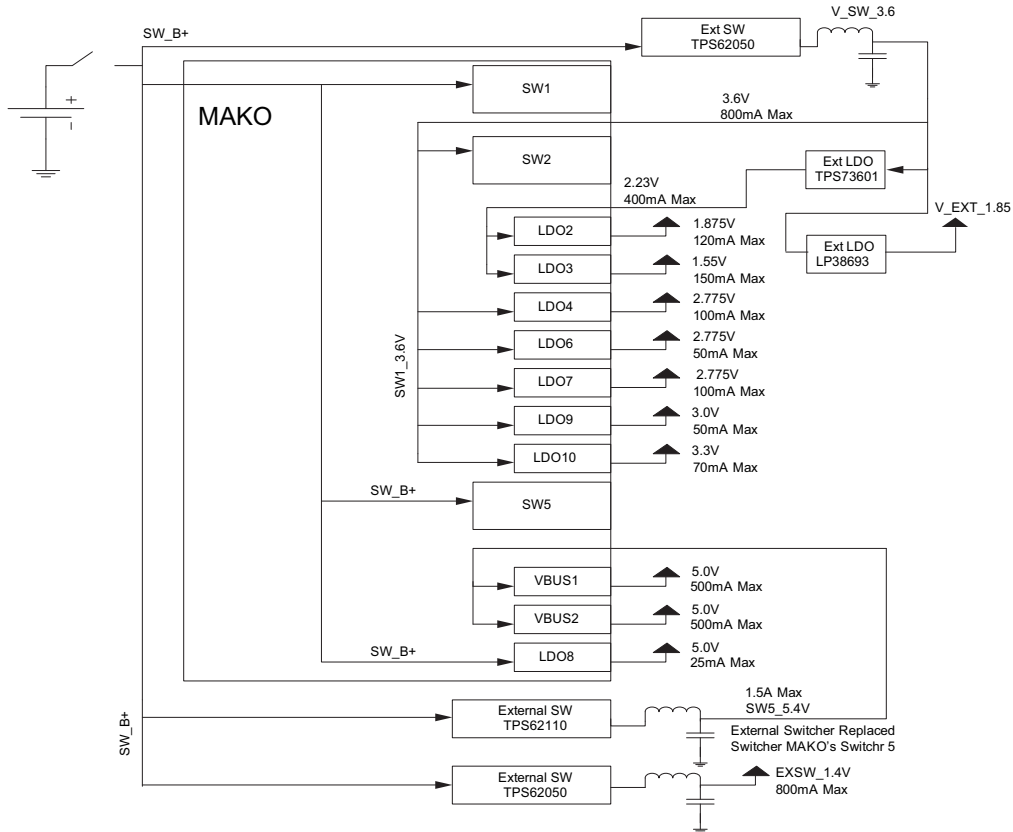 V_SW_3.6
SW_B+
Ext SW
TPS62050
SW1
MAKO
3.6V
800mA Max
SW2
Ext LDO
TPS73601
2.23V
400mA Max
V_EXT_1.85
LDO2
1.875V
120mA Max
Ext LDO
LP38693
LDO3
1.55V
150mA Max
LDO4
2.775V
100mA Max
SW1_3.6V
LDO6
2.775V
50mA Max
LDO7
2.775V
100mA Max
LDO9
3.0V
50mA Max
LDO10
3.3V
70mA Max
SW_B+
SW5
VBUS1
5.0V
500mA Max
VBUS2
5.0V
500mA Max
SW_B+
LDO8
5.0V
25mA Max
SW_B+
External SW
TPS62110
1.5A Max
SW5_5.4V
External Switcher Replaced
Switcher MAKO's Switchr 5
External SW
TPS62050
EXSW_1.4V
800mA Max